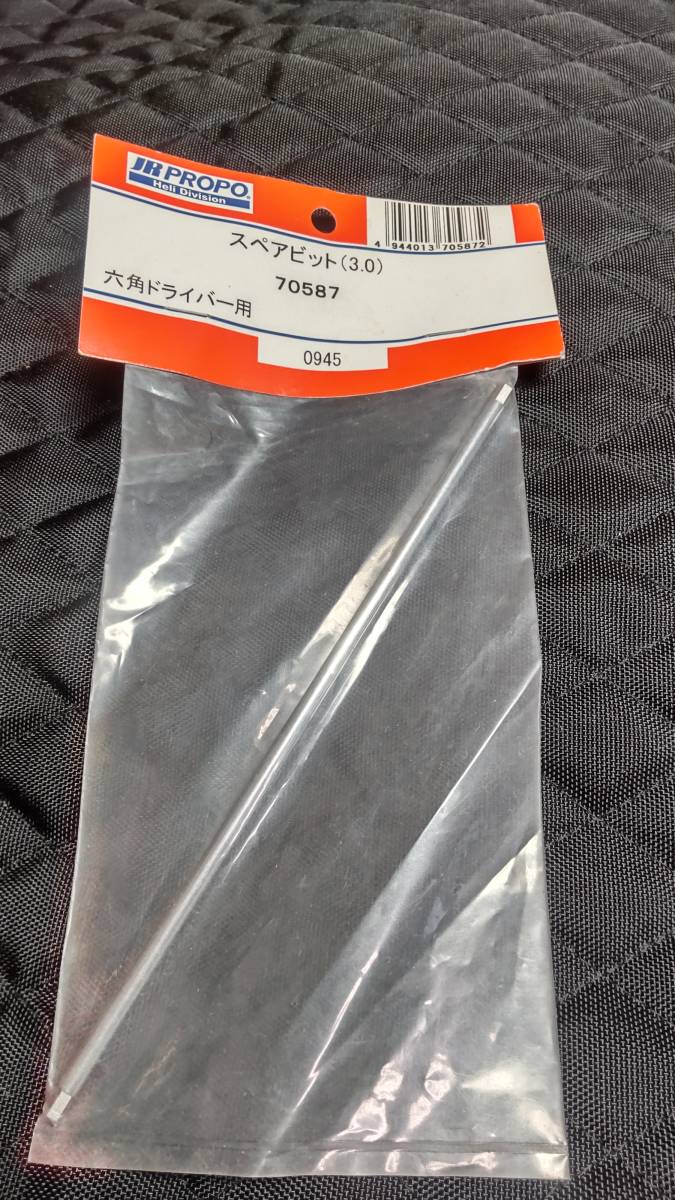 JR PROPO
Heli Division
4 944013 705872
スペアビット(3.0)
70587
六角ドライバー用
0945